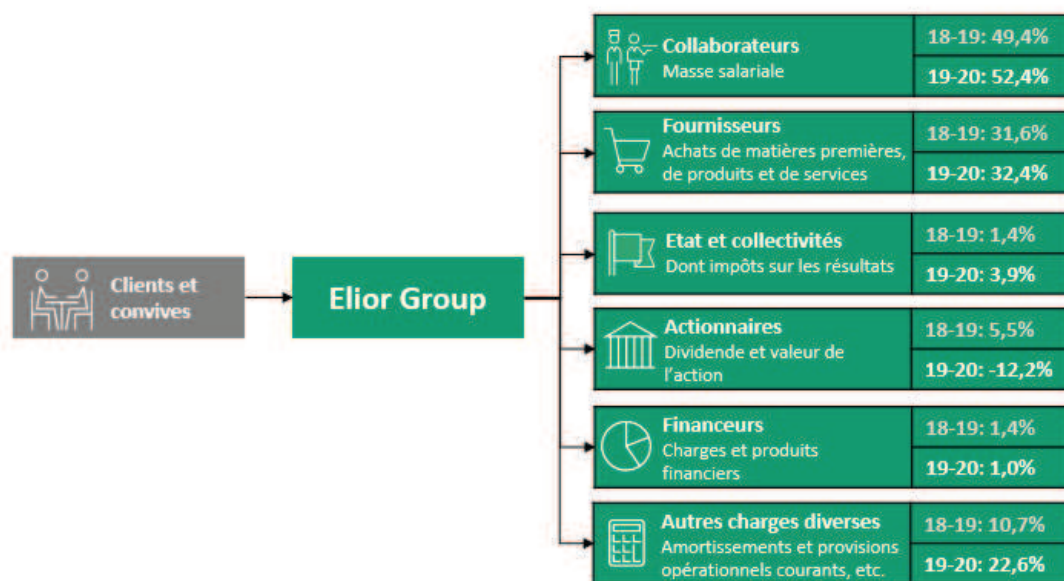 Clients et
convives
Elior Group
Collaborateurs
Masse salariale
18-19: 49,4%
19-20: 52,4%
Fournisseurs
Achats de matières premières,
de produits et de services
18-19: 31,6%
19-20: 32,4%
Etat et collectivités
Dont impôts sur les résultats
18-19: 1,4%
19-20: 3,9%
Actionnaires
Dividende et valeur de
l'action
18-19: 5,5%
19-20: -12,2%
Financeurs
Charges et produits
financiers
18-19: 1,4%
19-20: 1,0%
Autres charges diverses
Amortissements et provisions
opérationnels courants, etc.
18-19: 10,7%
19-20: 22,6%